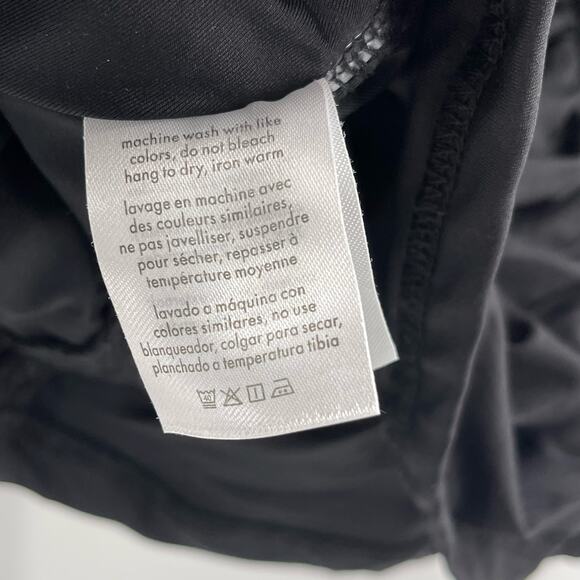 machine wash with like
colors, do not bleach
hang to dry, iron warm
lavage en machine avec
des couleurs similaires,
ne pas javelliser, suspendre
pour sécher, repasser à
température moyenne
lavado a máquina con
colores similares, no use
blanqueador, colgar para secar,
planchado a temperatura tibia
40